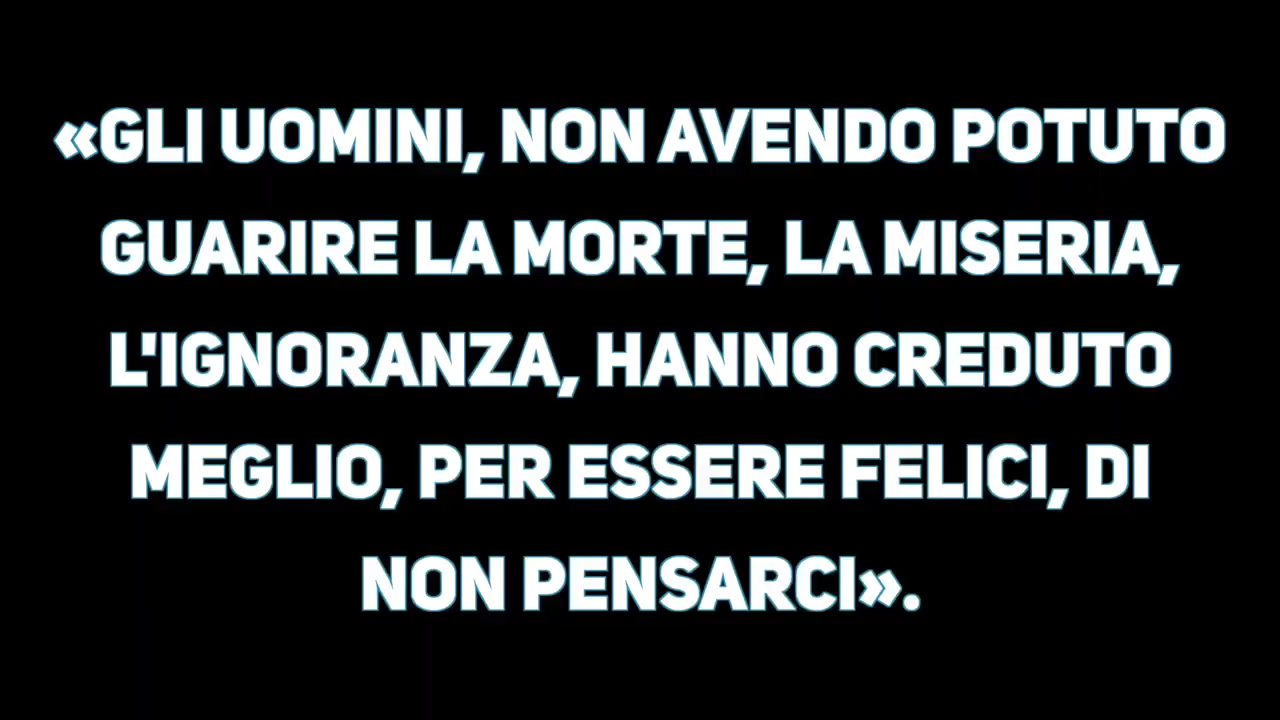 «GLI UOMINI, NON AVENDO POTUTO
GUARIRE LA MORTE, LA MISERIA,
L'IGNORANZA, HANNO CREDUTO
MEGLIO, PER ESSERE FELICI, DI
NON PENSARCI».